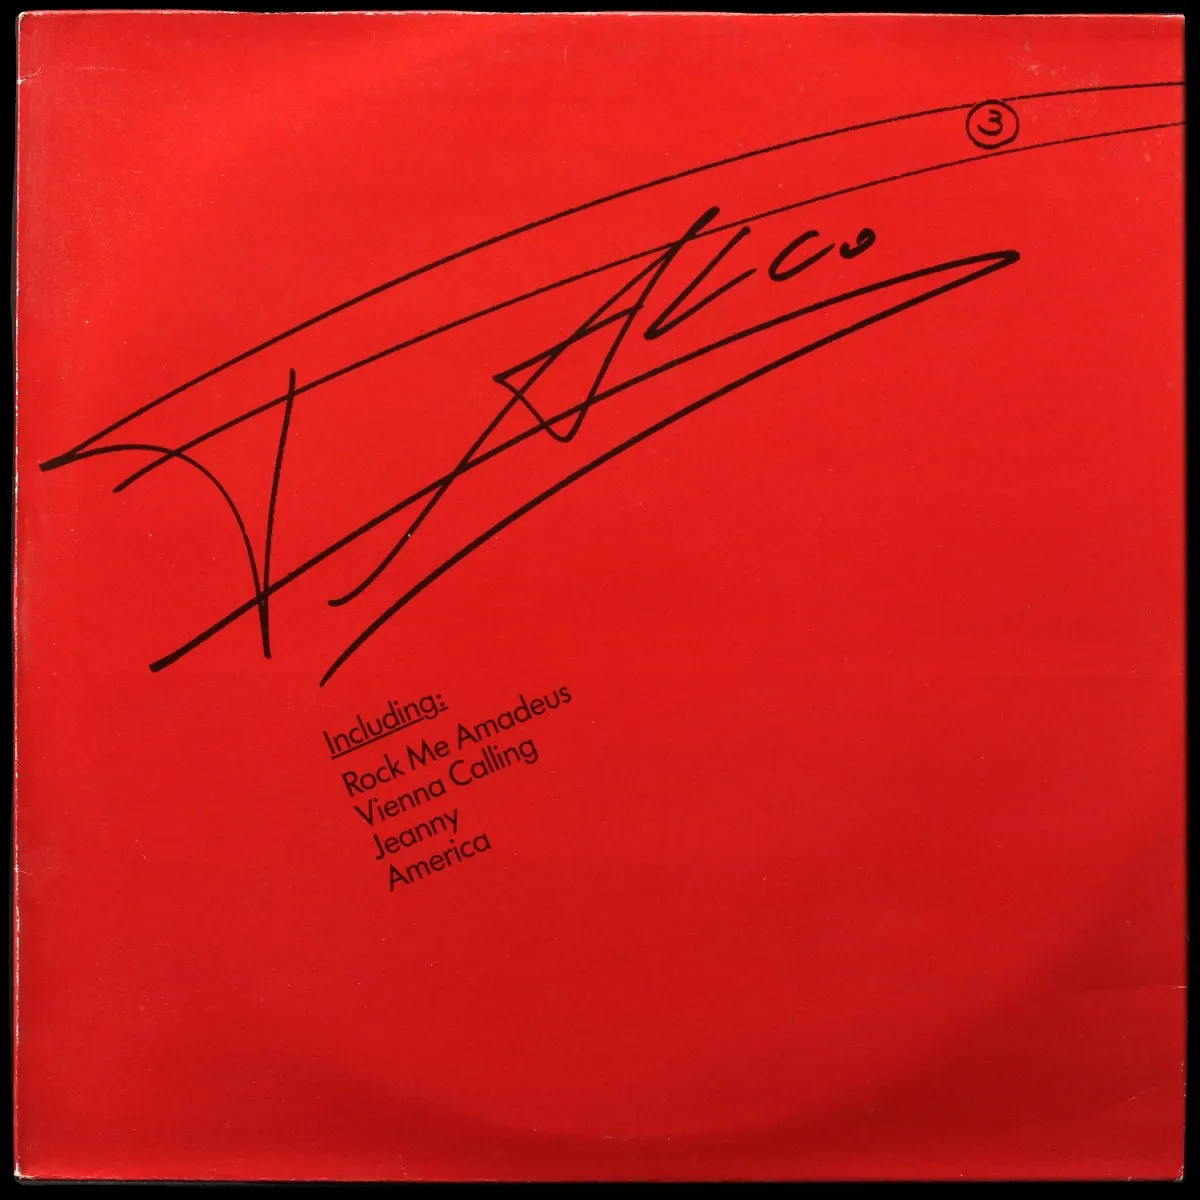 3
FALCO
Including:
Rock Me Amadeus
Vienna Calling
Jeanny
America